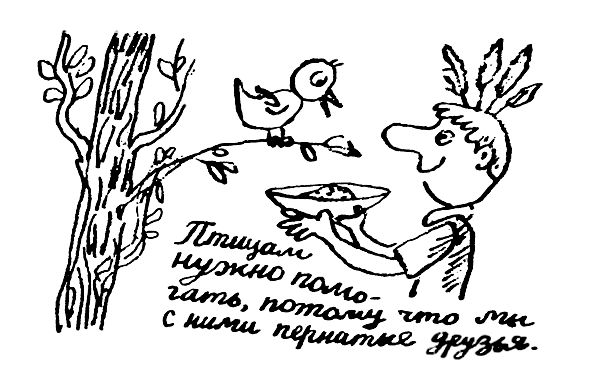 Птицам
нужно помо-
гать, потому что мы
с ними пернатые друзья.